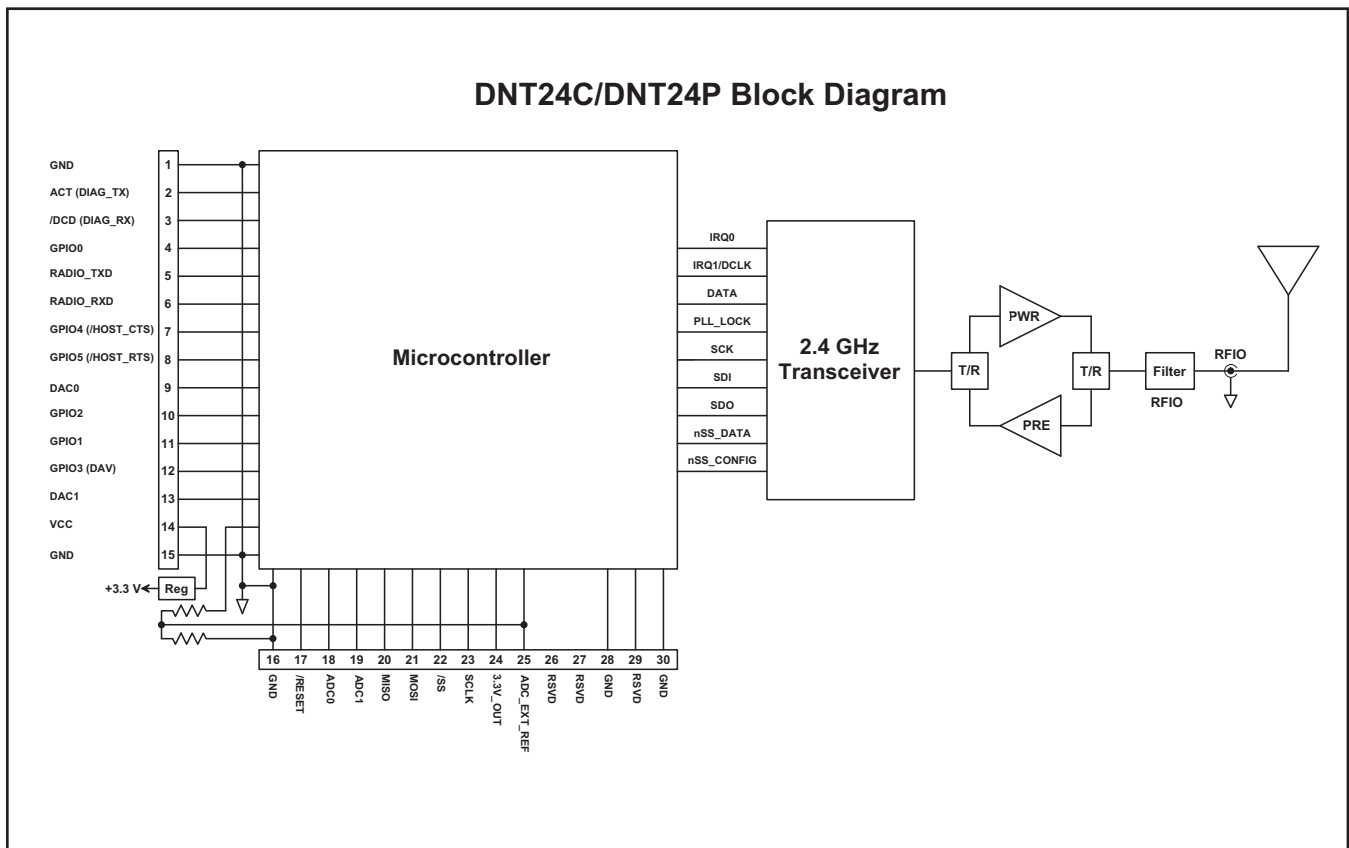 DNT24C/DNT24P Block Diagram
GND 1
ACT (DIAG_TX) 2
/DCD (DIAG_RX) 3
GPIO0 4
RADIO_TXD 5
RADIO_RXD 6
GPIO4 (/HOST_CTS) 7
GPIO5 (/HOST_RTS) 8
DAC0 9
GPIO2 10
GPIO1 11
GPIO3 (DAV) 12
DAC1 13
VCC 14
GND 15
+3.3 V
Reg
Microcontroller
IRQ0
IRQ1/DCLK
DATA
PLL_LOCK
SCK
SDI
SDO
nSS_DATA
nSS_CONFIG
2.4 GHz
Transceiver
T/R
PWR
PRE
T/R
Filter
RFIO
RFIO
16 17 18 19 20 21 22 23 24 25 26 27 28 29 30
GND
/RESET
ADC0
ADC1
MISO
MOSI
/SS
SCLK
3.3V_OUT
ADC_EXT_REF
RSVD
RSVD
GND
RSVD
GND